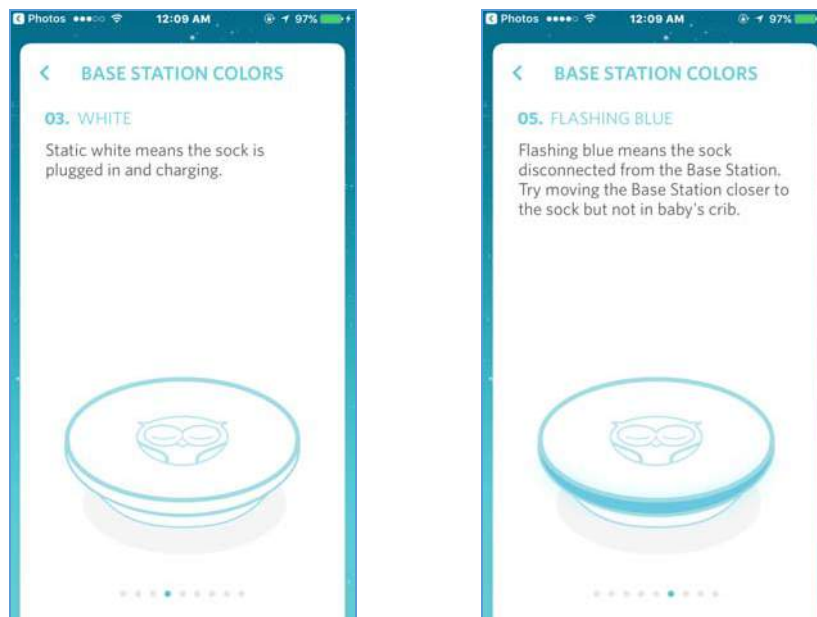 Photos 12:09 AM 97%
BASE STATION COLORS
03. WHITE
Static white means the sock is
plugged in and charging.
Photos 12:09 AM 97%
BASE STATION COLORS
05. FLASHING BLUE
Flashing blue means the sock
disconnected from the Base Station.
Try moving the Base Station closer to
the sock but not in baby's crib.